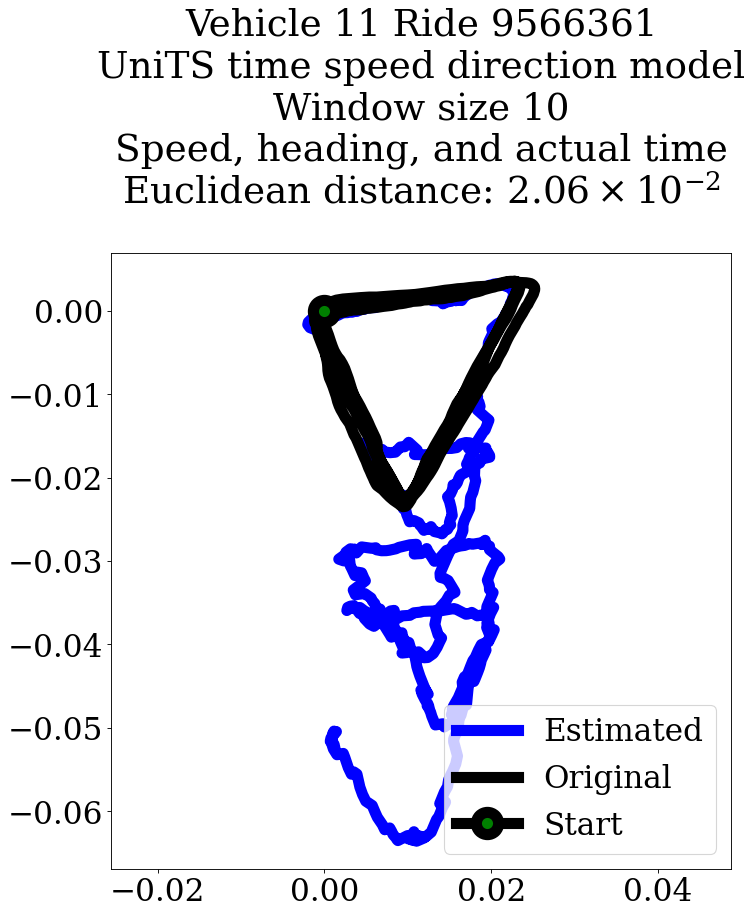 Vehicle 11 Ride 9566361
UniTS time speed direction model
Window size 10
Speed, heading, and actual time
Euclidean distance: 2.06 × 10⁻²
0.00
−0.01
−0.02
−0.03
−0.04
−0.05
−0.06
Estimated
Original
Start
−0.02 0.00 0.02 0.04